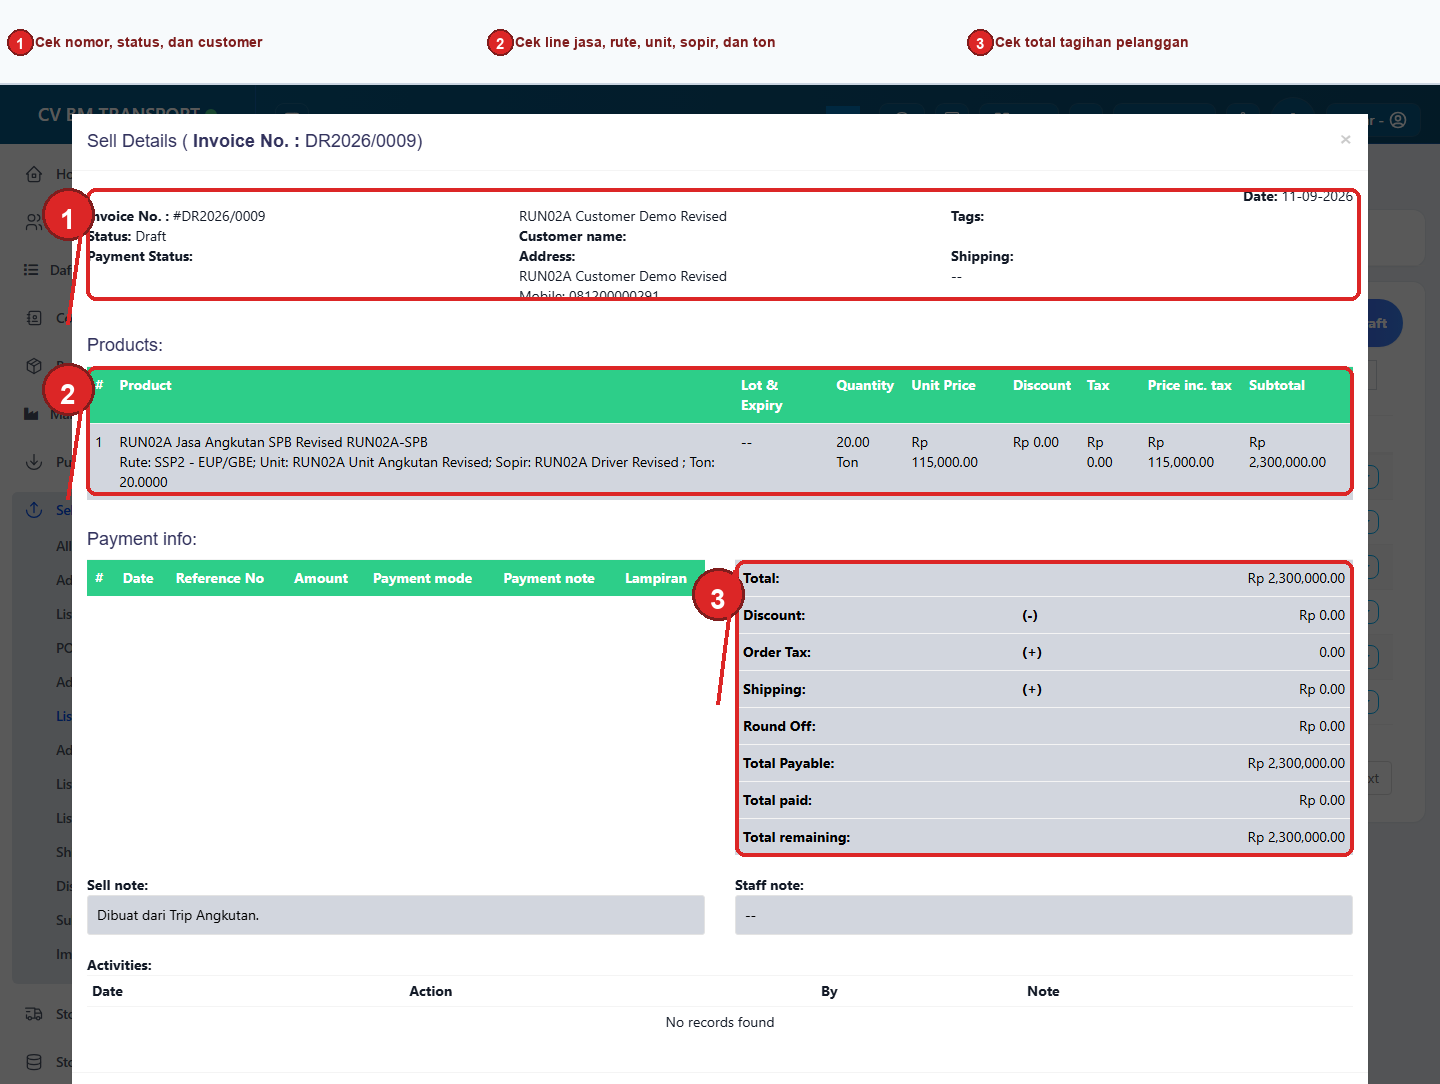 1 Cek nomor, status, dan customer
2 Cek line jasa, rute, unit, sopir, dan ton
3 Cek total tagihan pelanggan
CV BM TRANSPORT
Sell Details ( Invoice No. : DR2026/0009)
×
Date: 11-09-2026
1
nvoice No. : #DR2026/0009
Status: Draft
Payment Status:
RUN02A Customer Demo Revised
Customer name:
Address:
RUN02A Customer Demo Revised
Mobile: 081200000291
Tags:
Shipping:
--
Products:
2
# Product Lot & Expiry Quantity Unit Price Discount Tax Price inc. tax Subtotal
1 RUN02A Jasa Angkutan SPB Revised RUN02A-SPB -- 20.00 Ton Rp 115,000.00 Rp 0.00 Rp 0.00 Rp 115,000.00 Rp 2,300,000.00
Rute: SSP2 - EUP/GBE; Unit: RUN02A Unit Angkutan Revised; Sopir: RUN02A Driver Revised ; Ton:
20.0000
Payment info:
# Date Reference No Amount Payment mode Payment note Lampiran
3
Total: Rp 2,300,000.00
Discount: (-) Rp 0.00
Order Tax: (+) 0.00
Shipping: (+) Rp 0.00
Round Off: Rp 0.00
Total Payable: Rp 2,300,000.00
Total paid: Rp 0.00
Total remaining: Rp 2,300,000.00
Sell note:
Dibuat dari Trip Angkutan.
Staff note:
--
Activities:
Date Action By Note
No records found